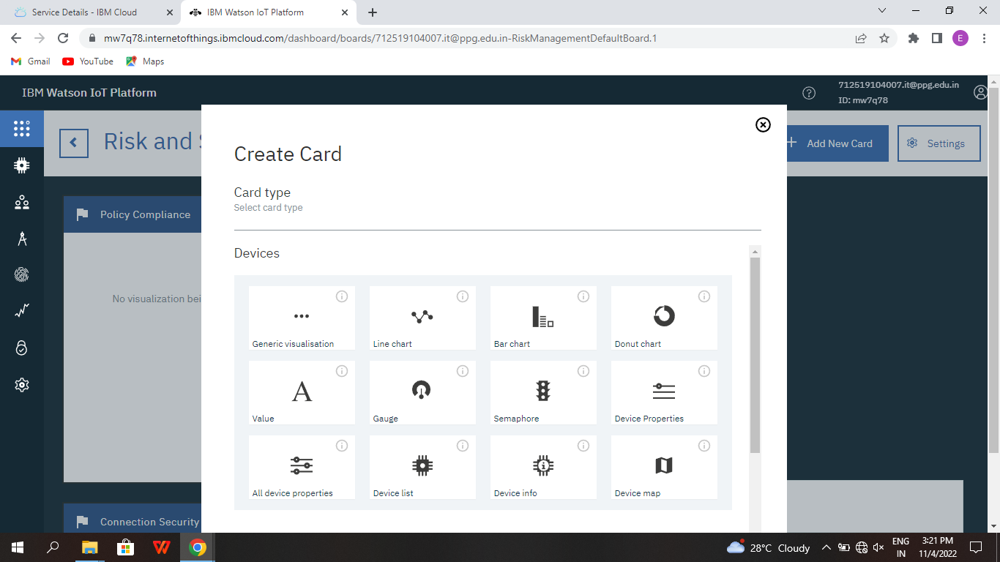 Service Details - IBM Cloud
IBM Watson IoT Platform
mw7q78.internetofthings.ibmcloud.com/dashboard/boards/712519104007.it@ppg.edu.in-RiskManagementDefaultBoard.1
E
Gmail
YouTube
Maps
IBM Watson IoT Platform
712519104007.it@ppg.edu.in
ID: mw7q78
Risk and
Add New Card
Settings
Create Card
Card type
Select card type
Policy Compliance
No visualization bei
Devices
Generic visualisation
Line chart
Bar chart
Donut chart
A
Value
Gauge
Semaphore
Device Properties
All device properties
Device list
Device info
Device map
Connection Security
28°C Cloudy
ENG
IN
3:21 PM
11/4/2022